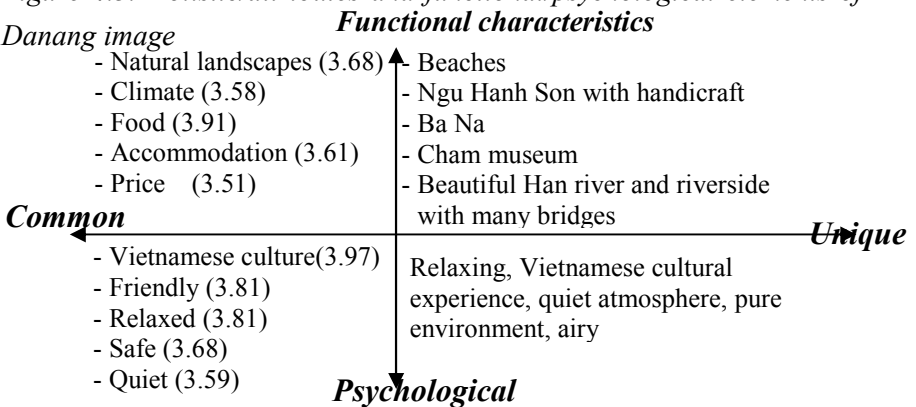 Functional characteristics
Danang image
- Natural landscapes (3.68)
- Climate (3.58)
- Food (3.91)
- Accommodation (3.61)
- Price (3.51)
- Beaches
- Ngu Hanh Son with handicraft
- Ba Na
- Cham museum
- Beautiful Han river and riverside
with many bridges
Common
Unique
- Vietnamese culture(3.97)
- Friendly (3.81)
- Relaxed (3.81)
- Safe (3.68)
- Quiet (3.59)
Relaxing, Vietnamese cultural
experience, quiet atmosphere, pure
environment, airy
Psychological